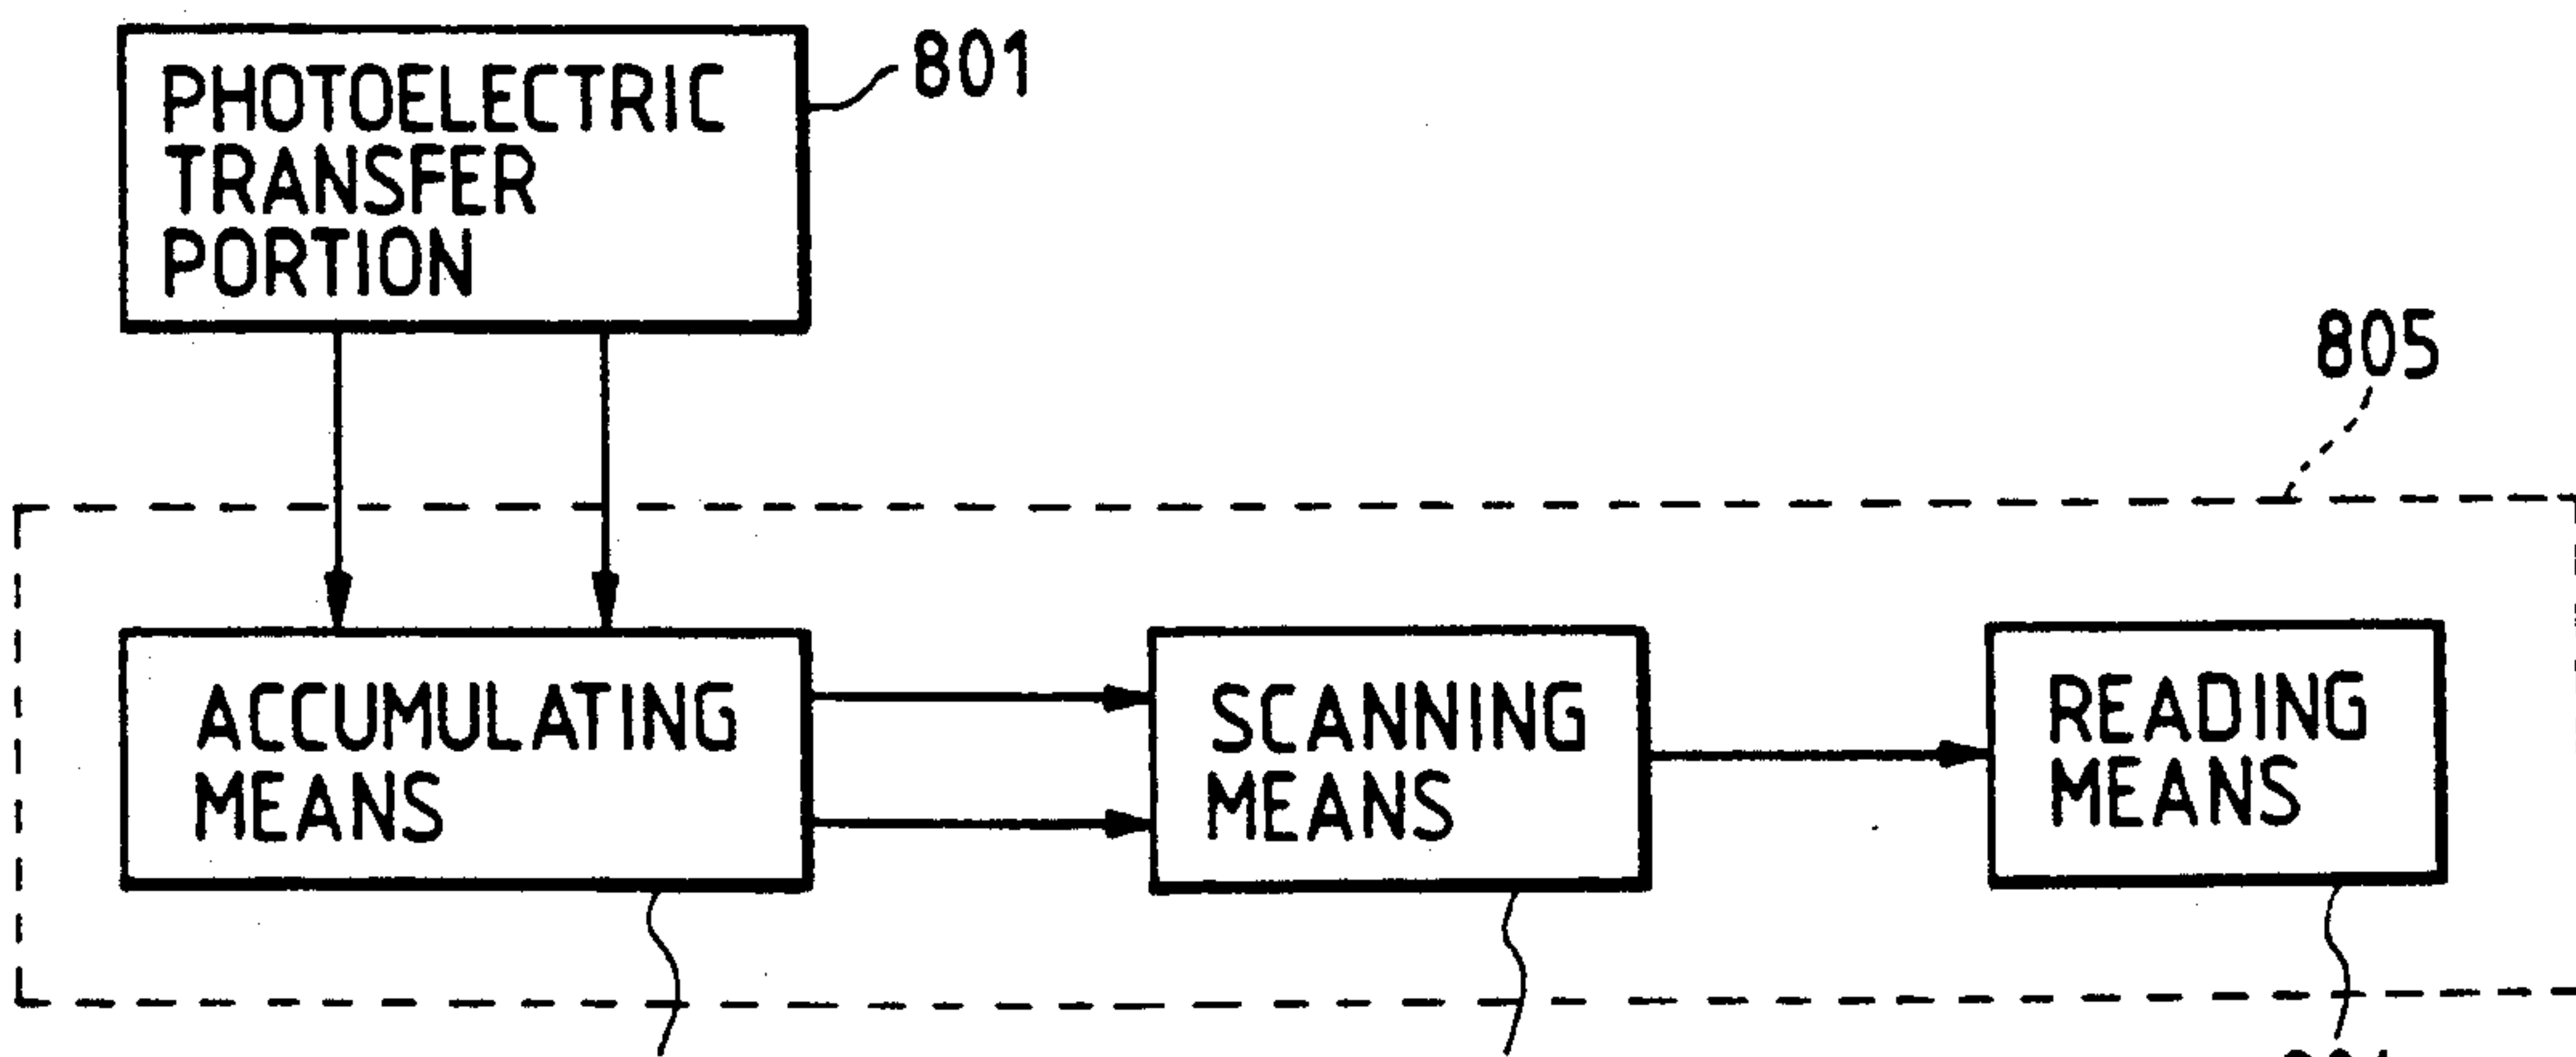 PHOTOELECTRIC
TRANSFER
PORTION
801
805
ACCUMULATING
MEANS
SCANNING
MEANS
READING
MEANS